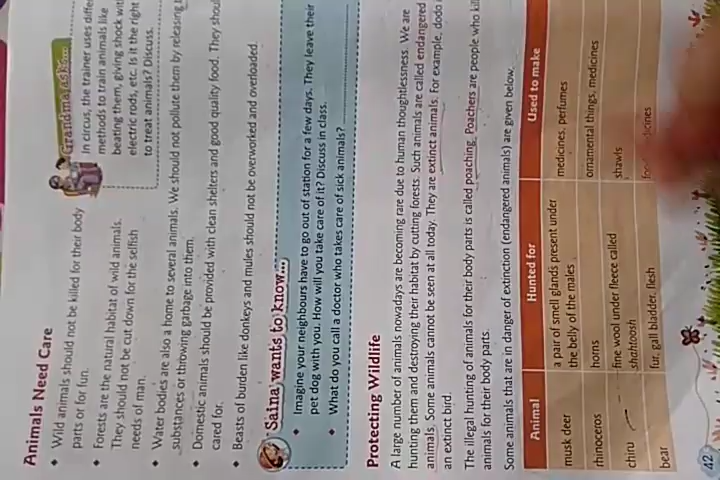 Animals Need Care
Wild animals should not be killed for their body
parts or for fun.
Forests are the natural habitat of wild animals.
They should not be cut down for the selfish
needs of man.
Grandma asks...
In circus, the trainer uses
methods to train animals like
beating them, giving shock
electric rods, etc. Is it the right
to treat animals? Discuss.
Water bodies are also a home to several animals. We should not pollute them by releasing
substances or throwing garbage into them.
Domestic animals should be provided with clean shelters and good quality food. They
cared for.
Beasts of burden like donkeys and mules should not be overworked and overloaded.
Saina wants to know...
Imagine your neighbours have to go out of station for a few days. They leave their
pet dog with you. How will you take care of it? Discuss in class.
What do you call a doctor who takes care of sick animals?
Protecting Wildlife
A large number of animals nowadays are becoming rare due to human thoughtlessness. We are
hunting them and destroying their habitat by cutting forests. Such animals are called endangered
animals. Some animals cannot be seen at all today. They are extinct animals. For example, dodo
an extinct bird.
The illegal hunting of animals for their body parts is called poaching. Poachers are people who
animals for their body parts.
Some animals that are in danger of extinction (endangered animals) are given below.
Animal Hunted for Used to make
musk deer a pair of smell glands present under medicines, perfumes
the belly of the males
rhinoceros horns ornamental things, medicines
chiru fine wool under fleece called shawls
shahtoosh
bear fur, gall bladder, flesh
42